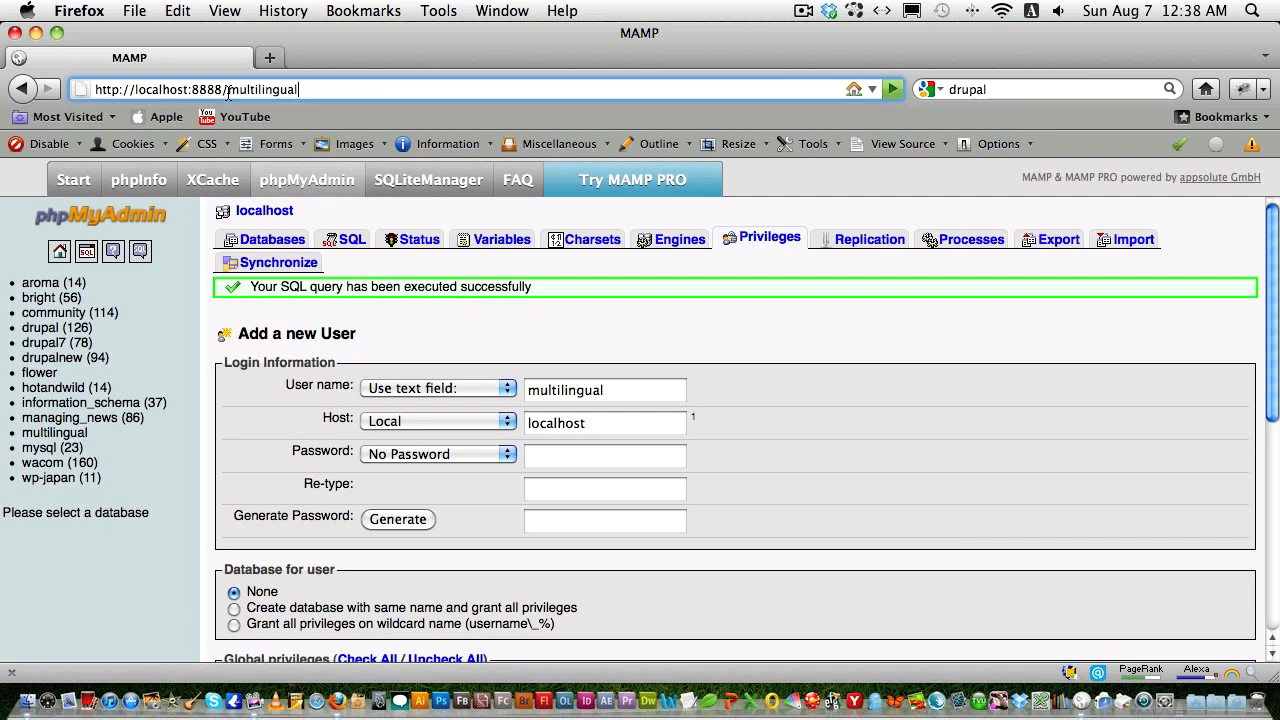 Firefox File Edit View History Bookmarks Tools Window Help Sun Aug 7 12:38 AM
MAMP
MAMP
http://localhost:8888/multilingual drupal
Most Visited Apple YouTube Bookmarks
Disable Cookies CSS Forms Images Information Miscellaneous Outline Resize Tools View Source Options
Start phpInfo XCache phpMyAdmin SQLiteManager FAQ Try MAMP PRO MAMP & MAMP PRO powered by appsolute GmbH
phpMyAdmin
localhost
Databases SQL Status Variables Charsets Engines Privileges Replication Processes Export Import
Synchronize
Your SQL query has been executed successfully
aroma (14)
bright (56)
community (114)
drupal (126)
drupal7 (78)
drupalnew (94)
flower
hotandwild (14)
information_schema (37)
managing_news (86)
multilingual
mysql (23)
wacom (160)
wp-japan (11)
Please select a database
Add a new User
Login Information
User name: Use text field: multilingual
Host: Local localhost 1
Password: No Password
Re-type:
Generate Password: Generate
Database for user
None
Create database with same name and grant all privileges
Grant all privileges on wildcard name (username\_%)
Global privileges (Check All / Uncheck All)
PageRank Alexa